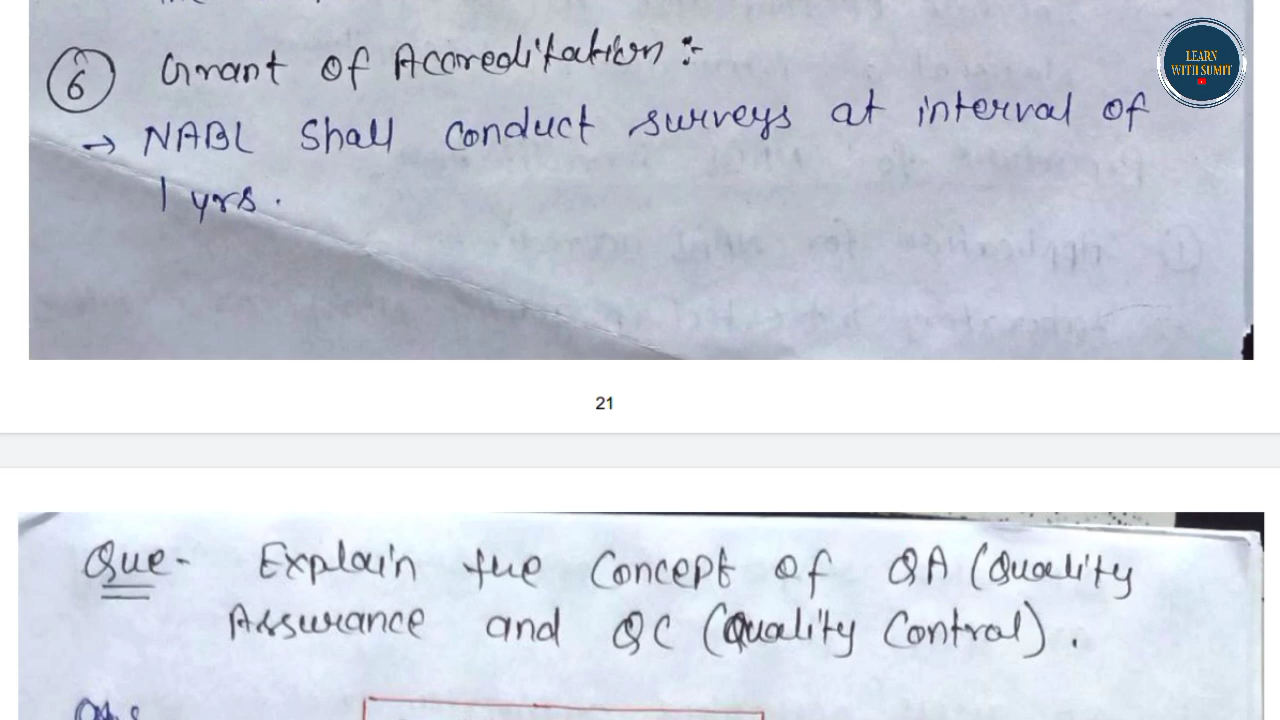 LEARN
WITH SUMIT
⑥ Grant of Accreditation :-
→ NABL Shall conduct surveys at interval of
1 yrs.
21
Que- Explain the Concept of QA (Quality
Assurance and QC (Quality Control).